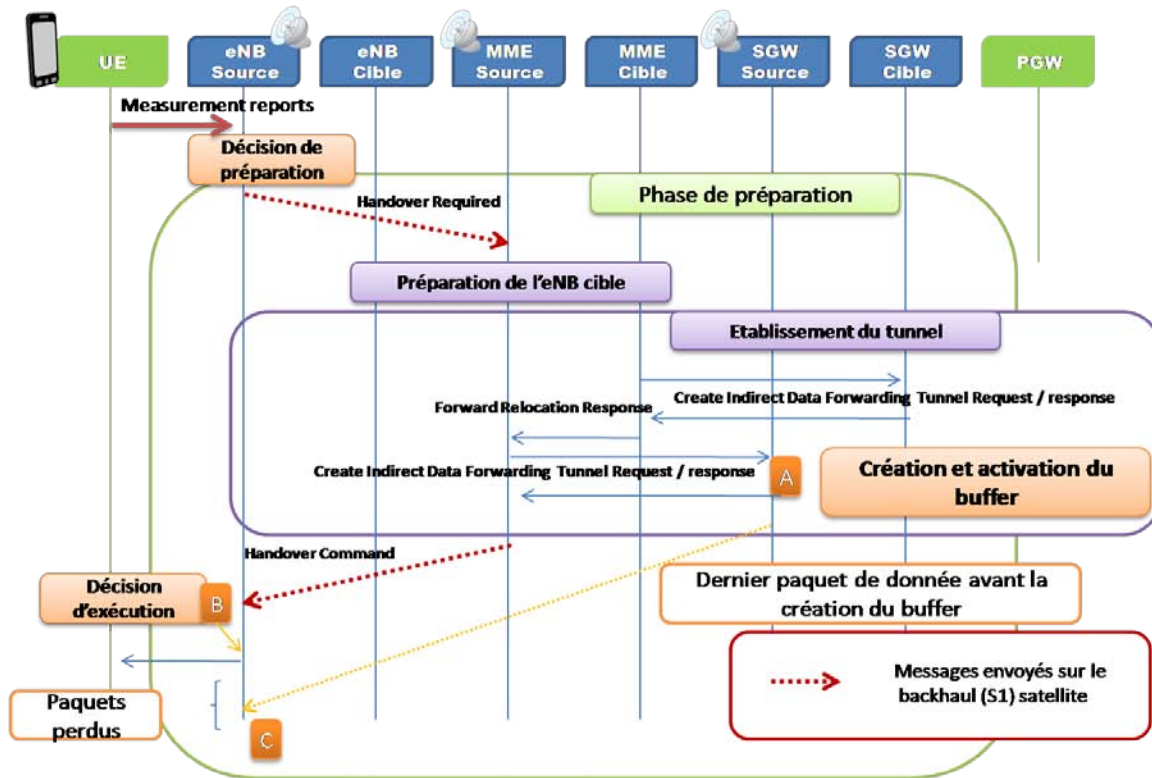 UE
eNB
Source
eNB
Cible
MME
Source
MME
Cible
SGW
Source
SGW
Cible
PGW
Measurement reports
Décision de
préparation
Handover Required
Phase de préparation
Préparation de l'eNB cible
Etablissement du tunnel
Create Indirect Data Forwarding Tunnel Request / response
Forward Relocation Response
Create Indirect Data Forwarding Tunnel Request / response
A
Création et activation du
buffer
Handover Command
Décision
d'exécution
B
Dernier paquet de donnée avant la
création du buffer
Messages envoyés sur le
backhaul (S1) satellite
Paquets
perdus
C